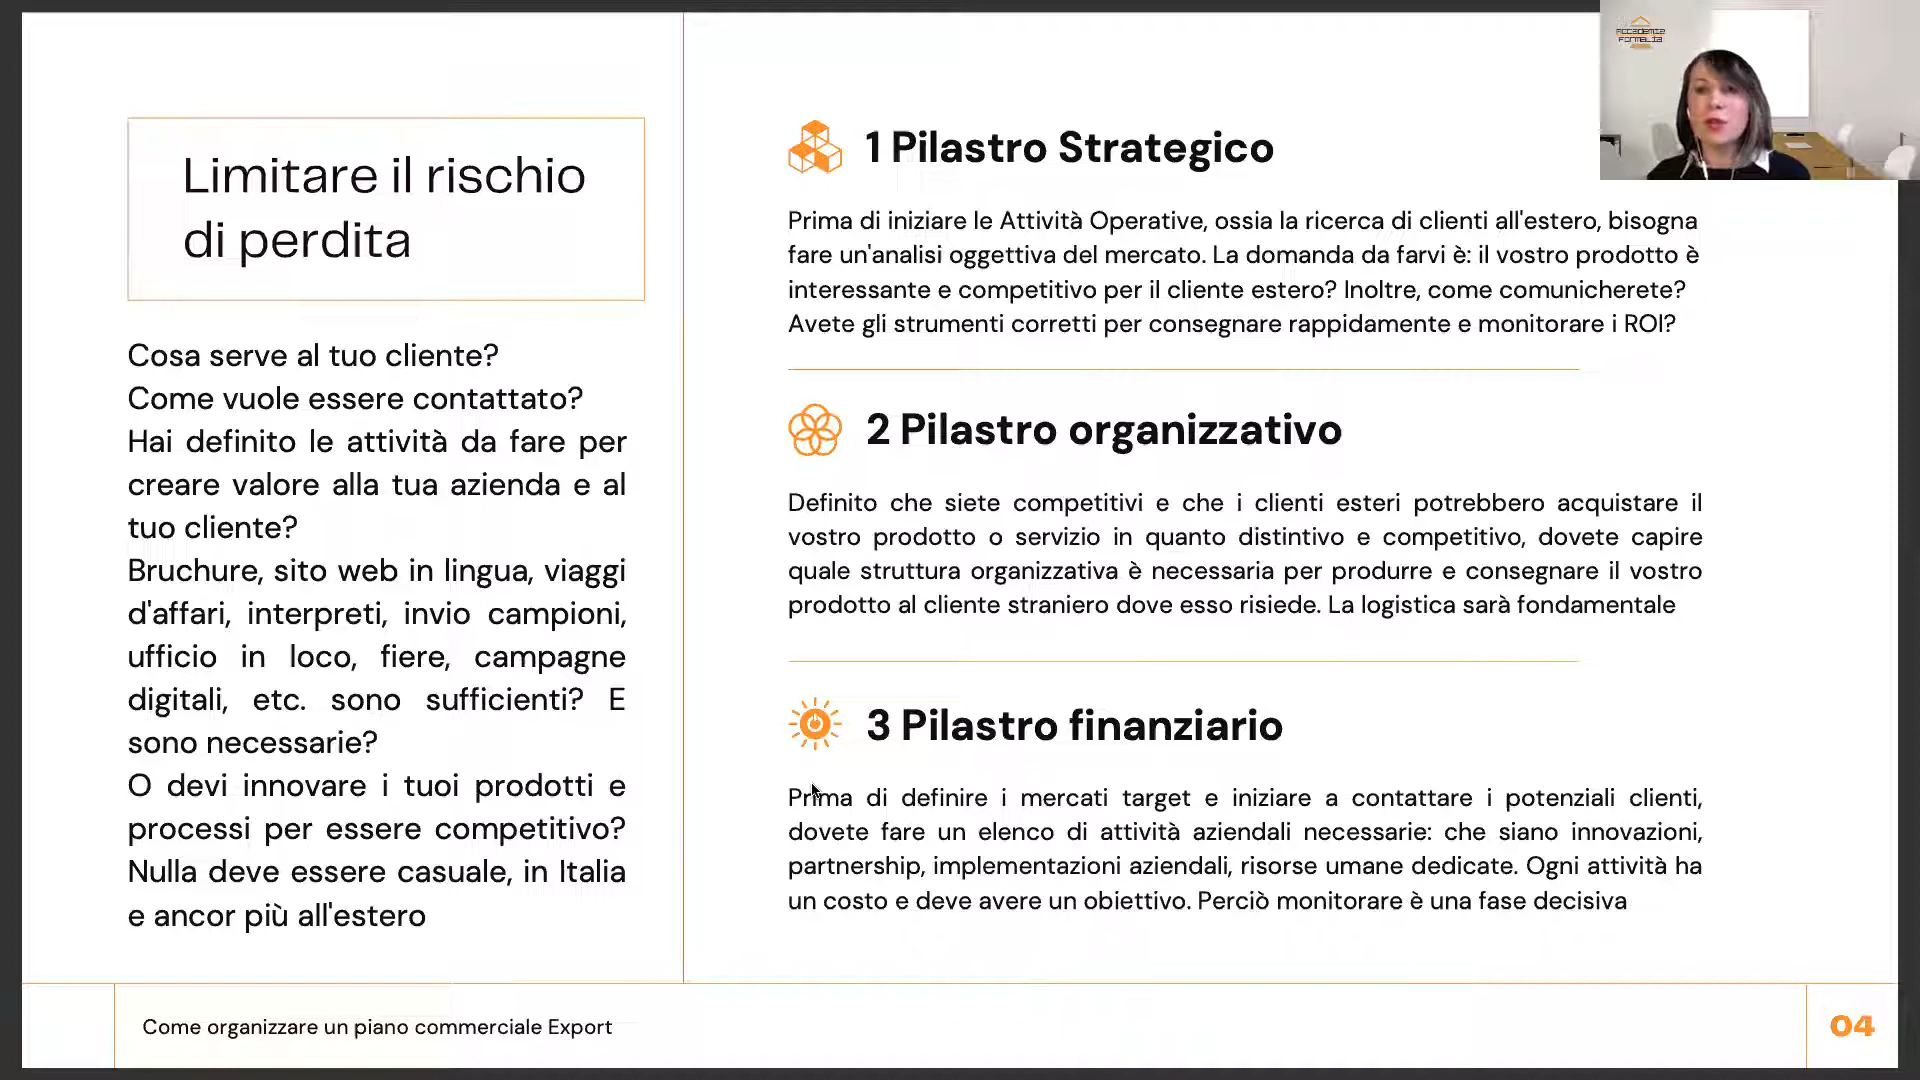 Limitare il rischio
di perdita
Cosa serve al tuo cliente?
Come vuole essere contattato?
Hai definito le attività da fare per
creare valore alla tua azienda e al
tuo cliente?
Bruchure, sito web in lingua, viaggi
d'affari, interpreti, invio campioni,
ufficio in loco, fiere, campagne
digitali, etc. sono sufficienti? E
sono necessarie?
O devi innovare i tuoi prodotti e
processi per essere competitivo?
Nulla deve essere casuale, in Italia
e ancor più all'estero
1 Pilastro Strategico
Prima di iniziare le Attività Operative, ossia la ricerca di clienti all'estero, bisogna
fare un'analisi oggettiva del mercato. La domanda da farvi è: il vostro prodotto è
interessante e competitivo per il cliente estero? Inoltre, come comunicherete?
Avete gli strumenti corretti per consegnare rappidamente e monitorare i ROI?
2 Pilastro organizzativo
Definito che siete competitivi e che i clienti esteri potrebbero acquistare il
vostro prodotto o servizio in quanto distintivo e competitivo, dovete capire
quale struttura organizzativa è necessaria per produrre e consegnare il vostro
prodotto al cliente straniero dove esso risiede. La logistica sarà fondamentale
3 Pilastro finanziario
Prima di definire i mercati target e iniziare a contattare i potenziali clienti,
dovete fare un elenco di attività aziendali necessarie: che siano innovazioni,
partnership, implementazioni aziendali, risorse umane dedicate. Ogni attività ha
un costo e deve avere un obiettivo. Perciò monitorare è una fase decisiva
Accademia
Formalia
Come organizzare un piano commerciale Export
04